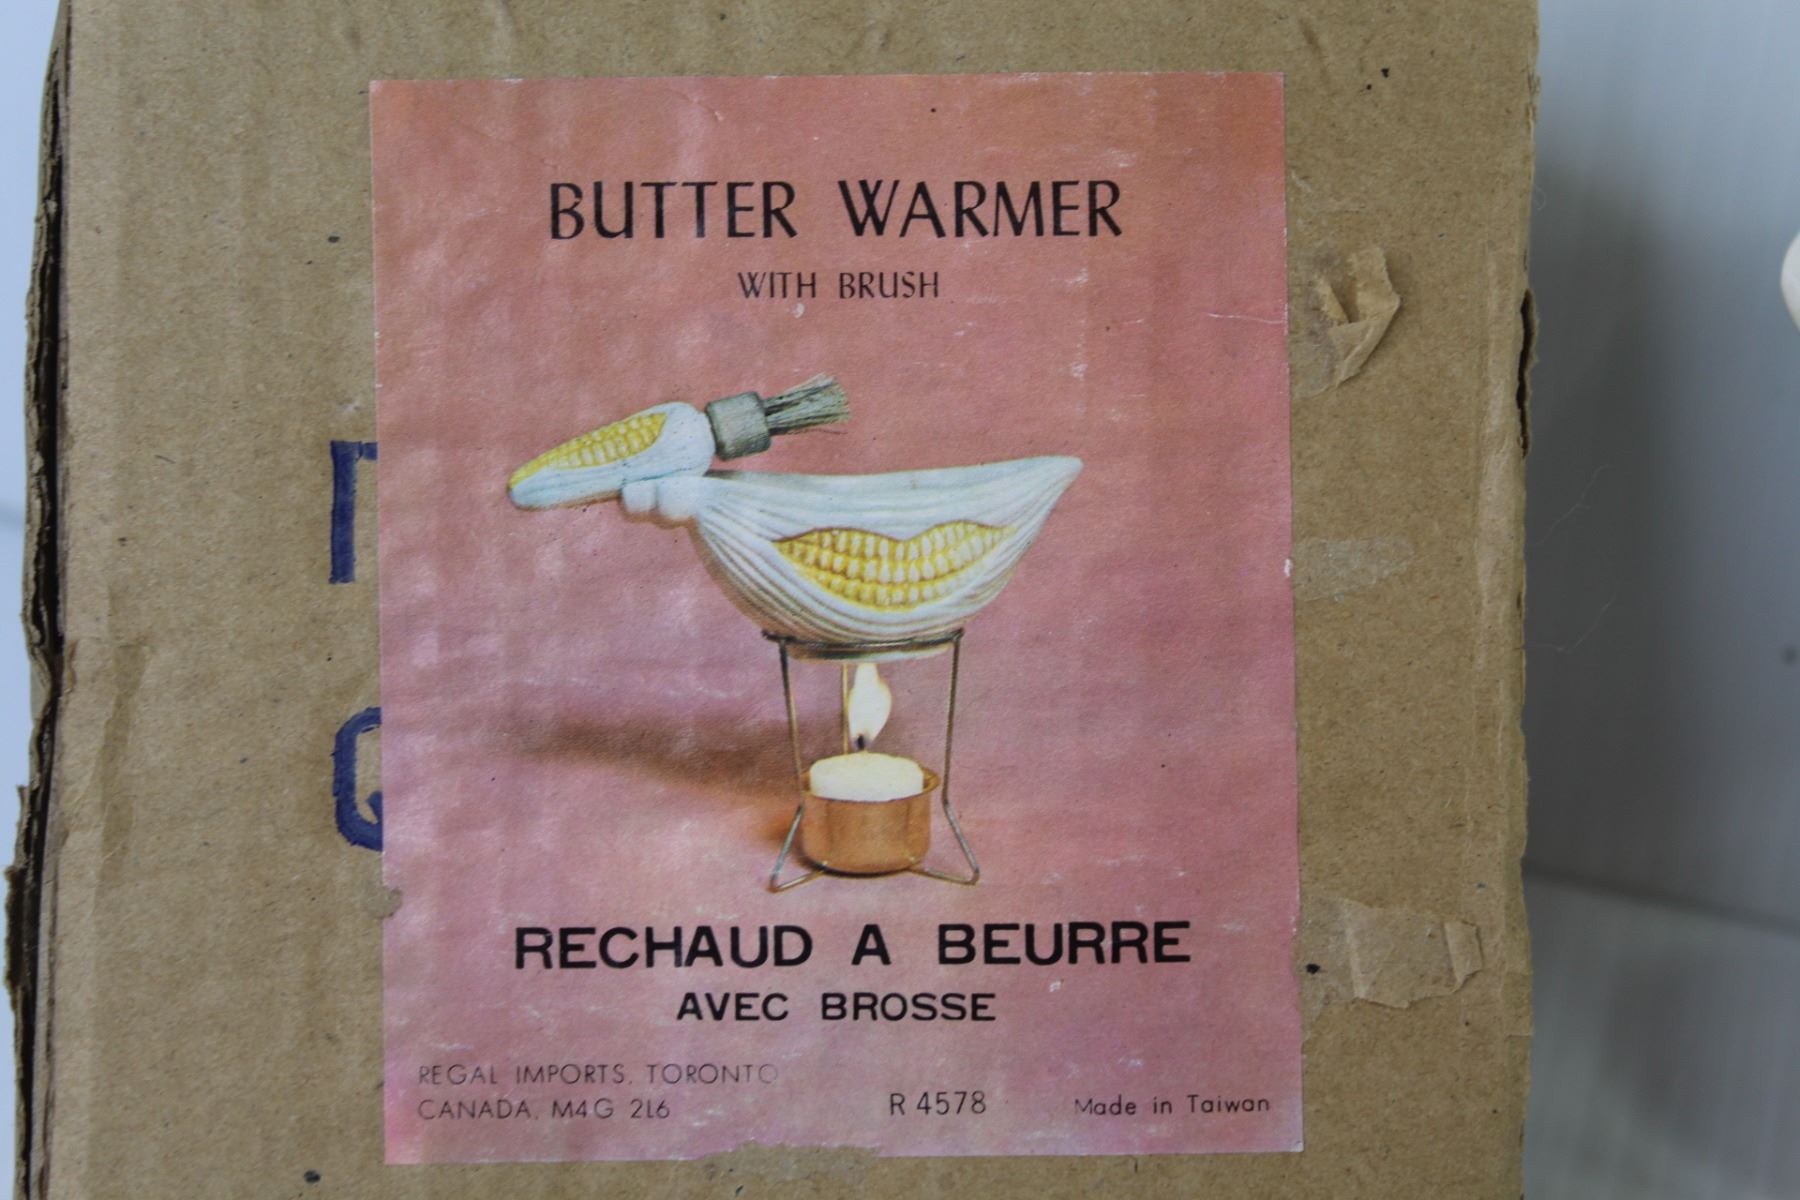 BUTTER WARMER
WITH BRUSH
RECHAUD A BEURRE
AVEC BROSSE
REGAL IMPORTS, TORONTO
CANADA, M4G 2L6
R 4578
Made in Taiwan